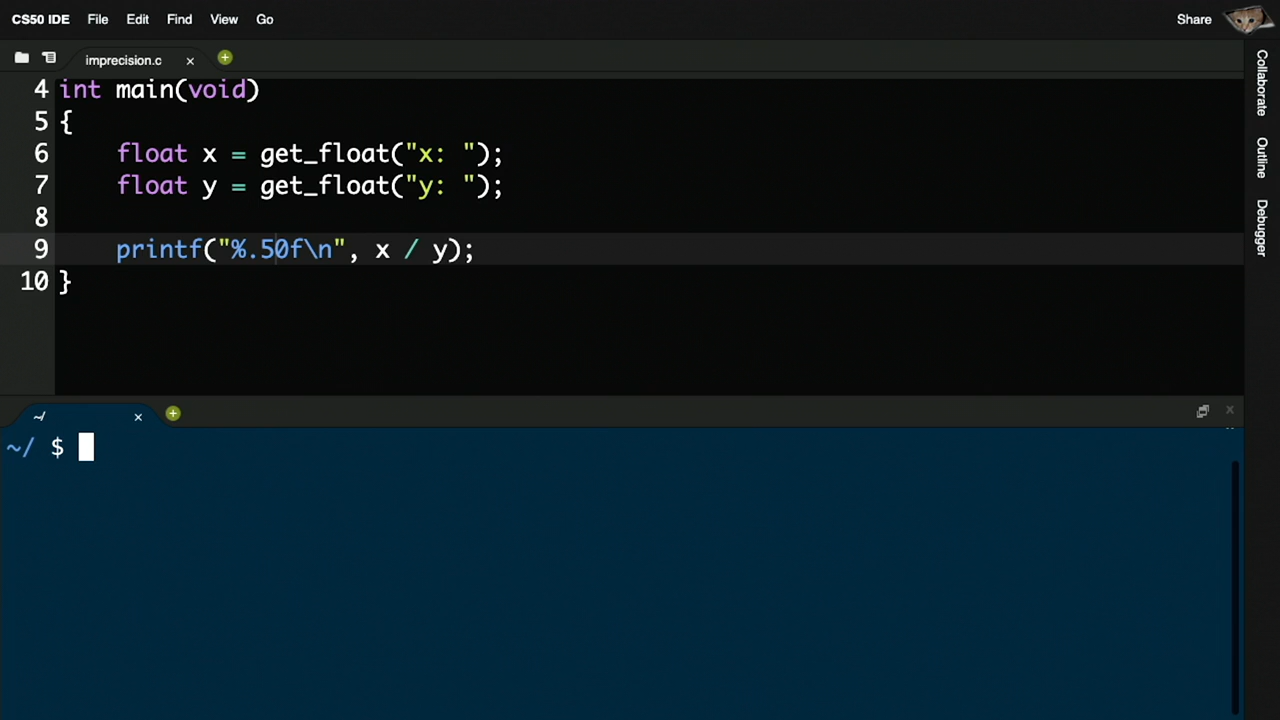 CS50 IDE File Edit Find View Go Share
imprecision.c
4 int main(void)
5 {
6     float x = get_float("x: ");
7     float y = get_float("y: ");
8
9     printf("%.50f\n", x / y);
10 }
Collaborate
Outline
Debugger
~/
~/ $